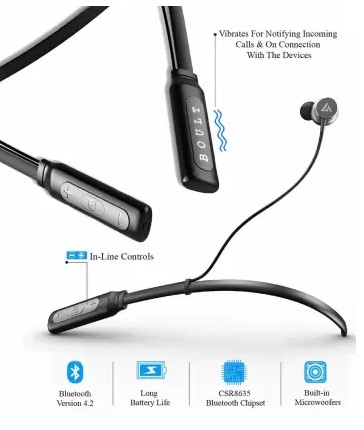 Vibrates For Notifying Incoming
Calls & On Connection
With The Devices
BOULT
In-Line Controls
Bluetooth
Version 4.2
Long
Battery Life
CSR8635
Bluetooth Chipset
Built-in
Microwoofers